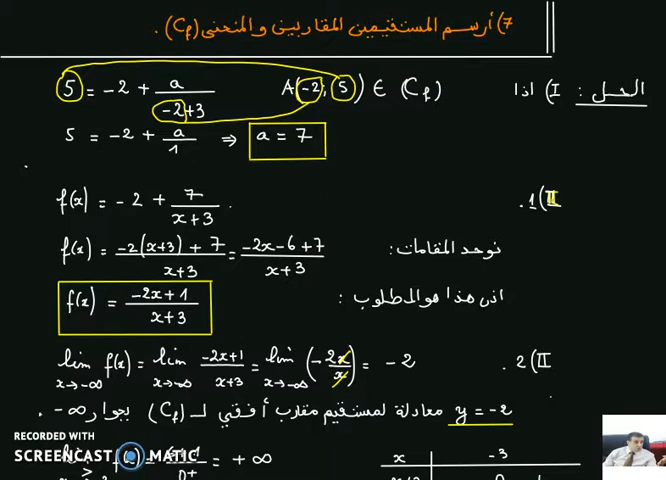 7) أرسم المستقيمين المقاربين والمنحنى (Cf).
الحل: I) اذا A(-2, 5) ∈ (Cf) 5 = -2 + a/(-2+3)
5 = -2 + a/1 ⇒ a = 7
II) 1. f(x) = -2 + 7/(x+3).
نوحد المقامات: f(x) = (-2(x+3) + 7)/(x+3) = (-2x-6+7)/(x+3)
اذن هذا هو المطلوب: f(x) = (-2x+1)/(x+3)
II) 2 lim x→-∞ f(x) = lim x→-∞ (-2x+1)/(x+3) = lim x→-∞ (-2x/x) = -2
y = -2 معادلة لمستقيم مقارب أفقي لـ (Cf) بجوار -∞.
= +∞ x -3
RECORDED WITH
SCREENCAST MATIC